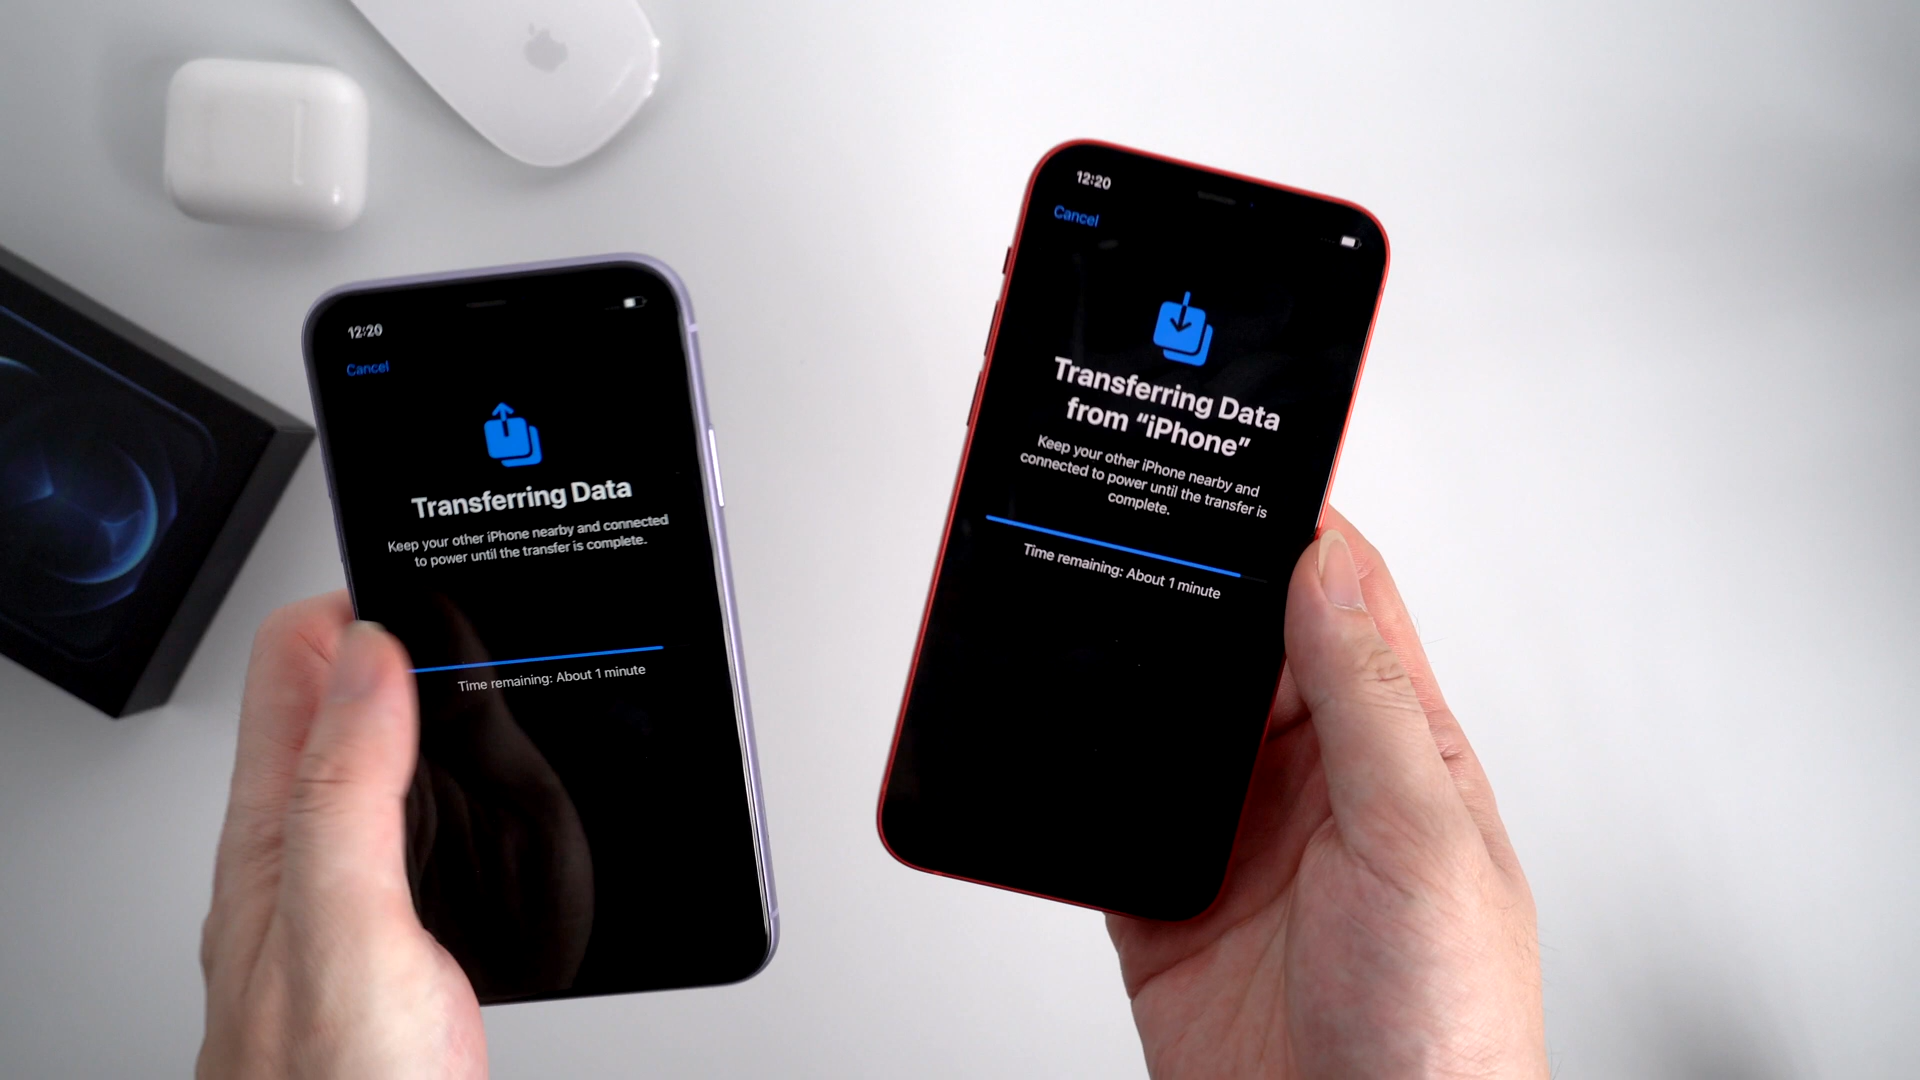 12:20
Cancel
Transferring Data
Keep your other iPhone nearby and connected
to power until the transfer is complete.
Time remaining: About 1 minute
12:20
Cancel
Transferring Data
from “iPhone”
Keep your other iPhone nearby and
connected to power until the transfer is
complete.
Time remaining: About 1 minute